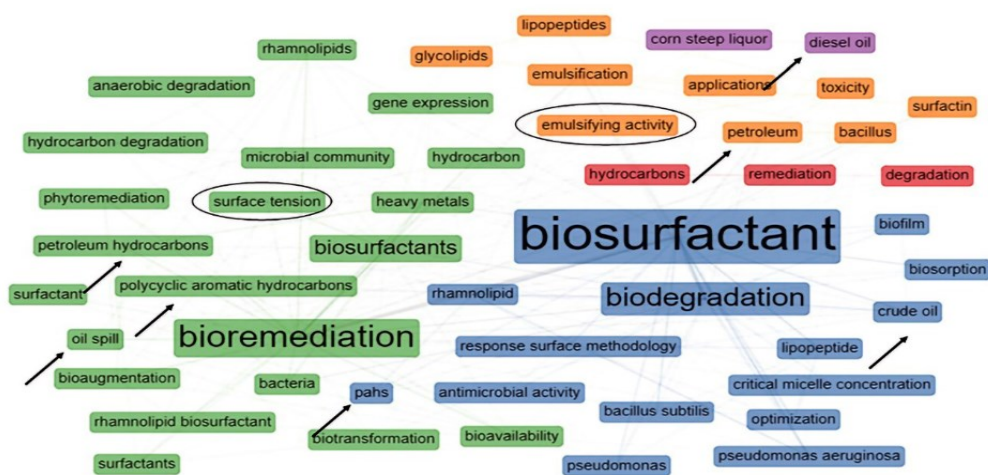 lipopeptides
rhamnolipids
corn steep liquor
diesel oil
glycolipids
emulsification
applications
toxicity
anaerobic degradation
gene expression
surfactin
emulsifying activity
petroleum
bacillus
hydrocarbon degradation
microbial community
hydrocarbon
hydrocarbons
remediation
degradation
phytoremediation
surface tension
heavy metals
biosurfactant
biofilm
petroleum hydrocarbons
biosurfactants
biosorption
surfactant
polycyclic aromatic hydrocarbons
rhamnolipid
biodegradation
crude oil
oil spill
bioremediation
response surface methodology
lipopeptide
bioaugmentation
bacteria
pahs
antimicrobial activity
critical micelle concentration
bacillus subtilis
optimization
rhamnolipid biosurfactant
biotransformation
bioavailability
pseudomonas aeruginosa
surfactants
pseudomonas